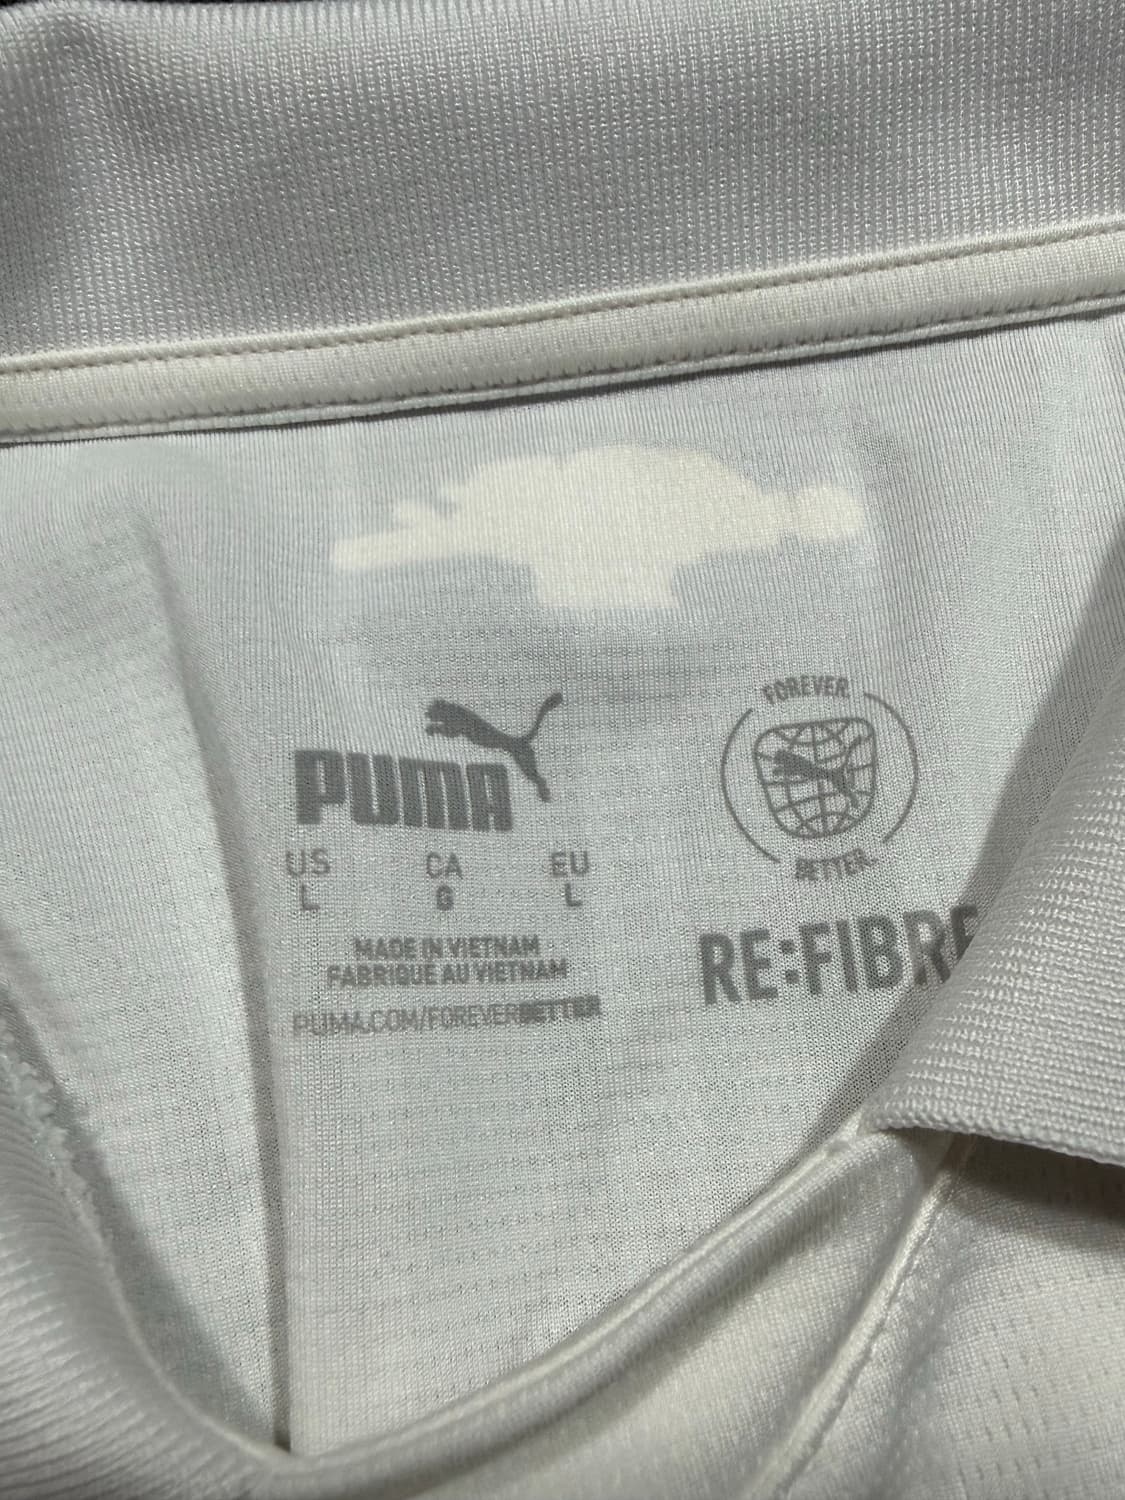 PUMA
US CA EU
L G L
MADE IN VIETNAM
FABRIQUE AU VIETNAM
PUMA.COM/FOREVERBETTER
FOREVER.
BETTER.
RE:FIBRE